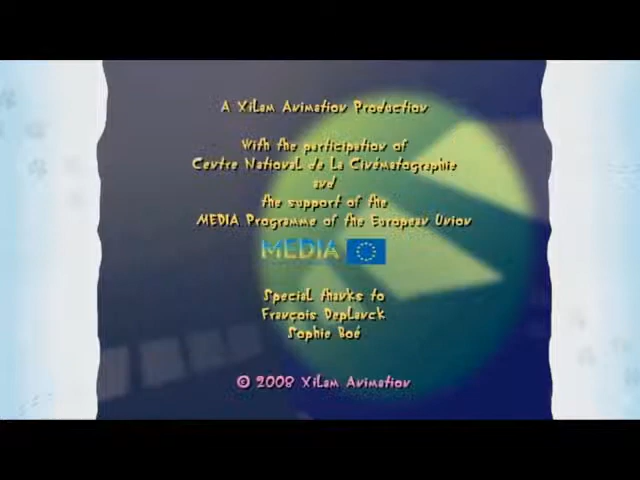 A Xilam Animation Production
With the participation of
Centre National de la Cinématographie
and
the support of the
MEDIA Programme of the European Union
MEDIA
Special thanks to
François Deplanck
Sophie Boé
© 2008 Xilam Animation